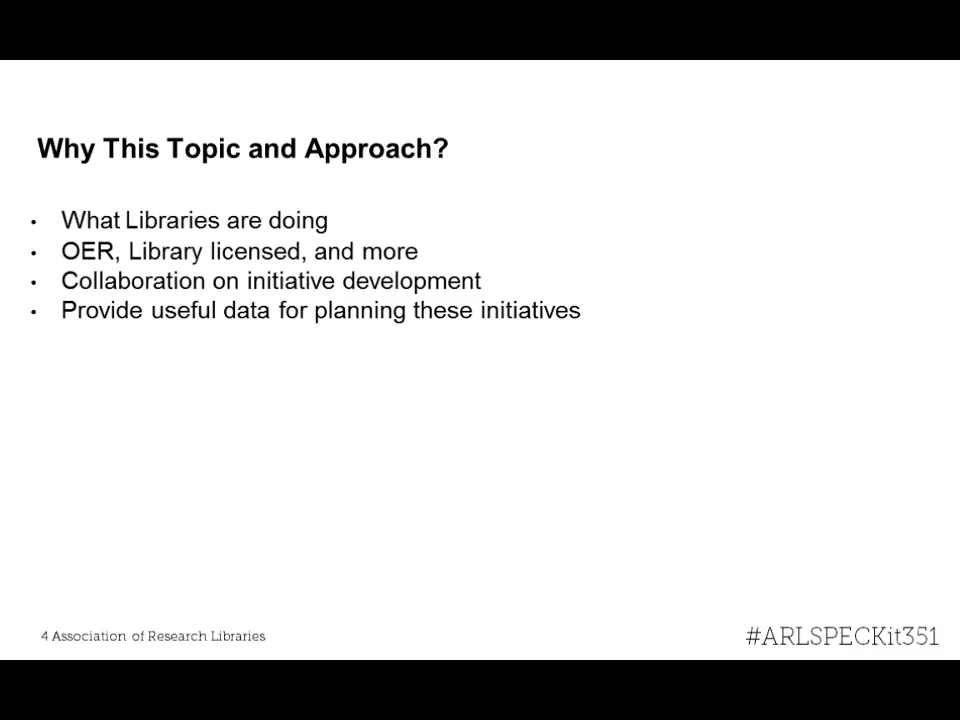 Why This Topic and Approach?
• What Libraries are doing
• OER, Library licensed, and more
• Collaboration on initiative development
• Provide useful data for planning these initiatives
4 Association of Research Libraries
#ARLSPECKit351